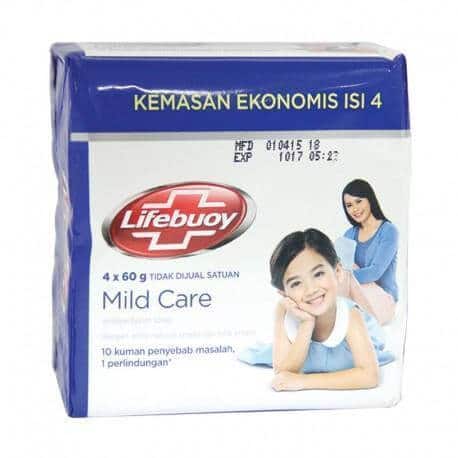 KEMASAN EKONOMIS ISI 4
MFD 010415 18
EXP 1017 05:22
Lifebuoy
4 x 60 g TIDAK DIJUAL SATUAN
Mild Care
10 kuman penyebab masalah,
1 perlindungan*